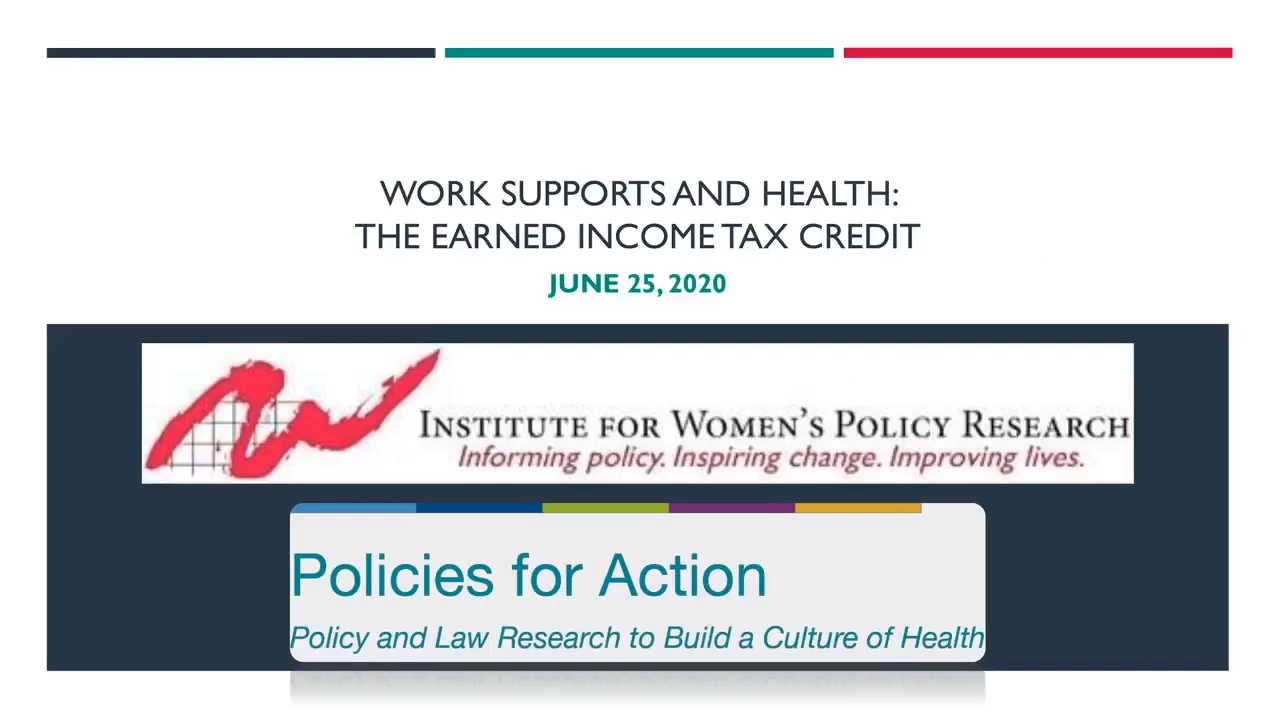 WORK SUPPORTS AND HEALTH:
THE EARNED INCOME TAX CREDIT
JUNE 25, 2020
INSTITUTE FOR WOMEN'S POLICY RESEARCH
Informing policy. Inspiring change. Improving lives.
Policies for Action
Policy and Law Research to Build a Culture of Health